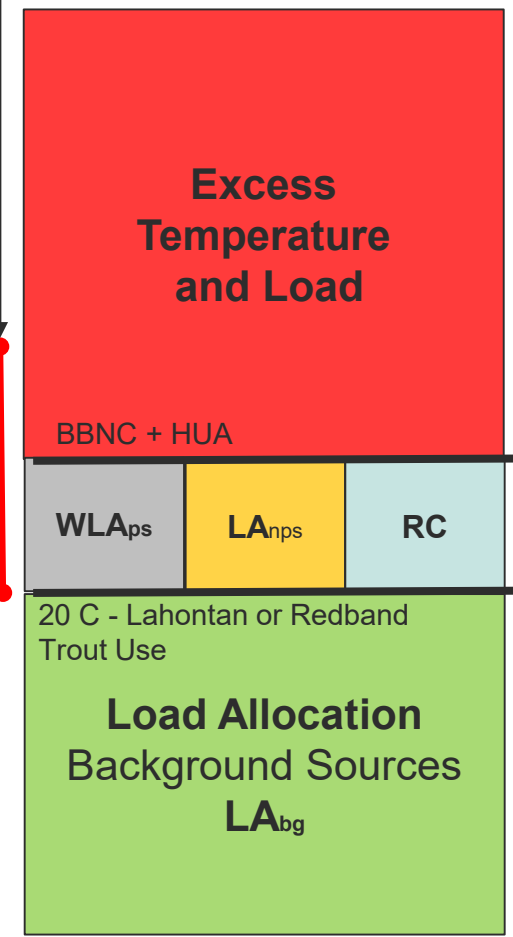 Excess
Temperature
and Load
BBNC + HUA
WLAps
LAnps
RC
20 C - Lahontan or Redband
Trout Use
Load Allocation
Background Sources
LAbg